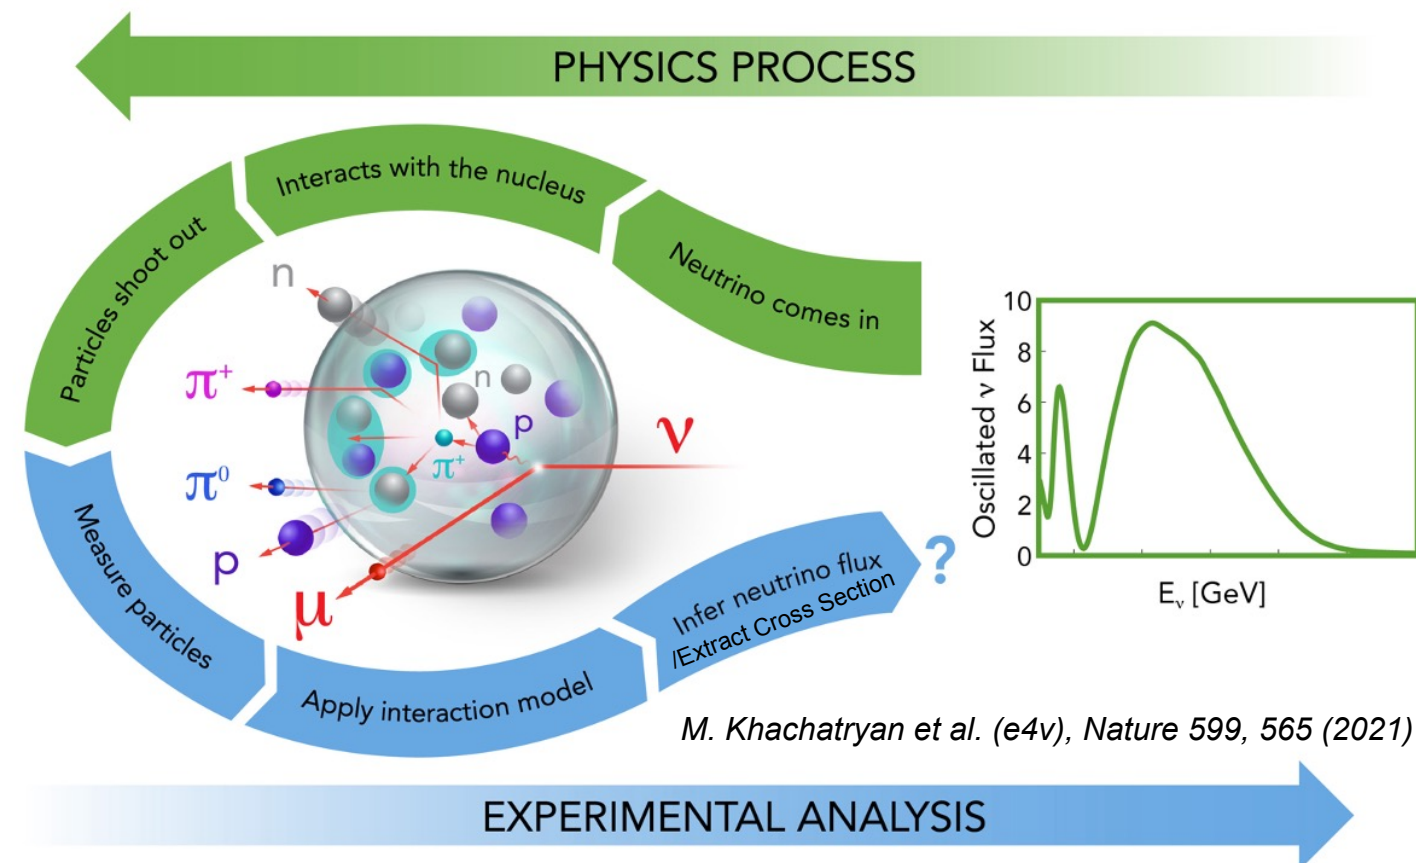 PHYSICS PROCESS
Interacts with the nucleus
Particles shoot out
Neutrino comes in
n
π⁺
π⁰
p
μ
n
p
π⁺
ν
Measure particles
Apply interaction model
Infer neutrino flux
/Extract Cross Section
?
Oscillated ν Flux
10
8
6
4
2
0
Eᵥ [GeV]
M. Khachatryan et al. (e4v), Nature 599, 565 (2021)
EXPERIMENTAL ANALYSIS